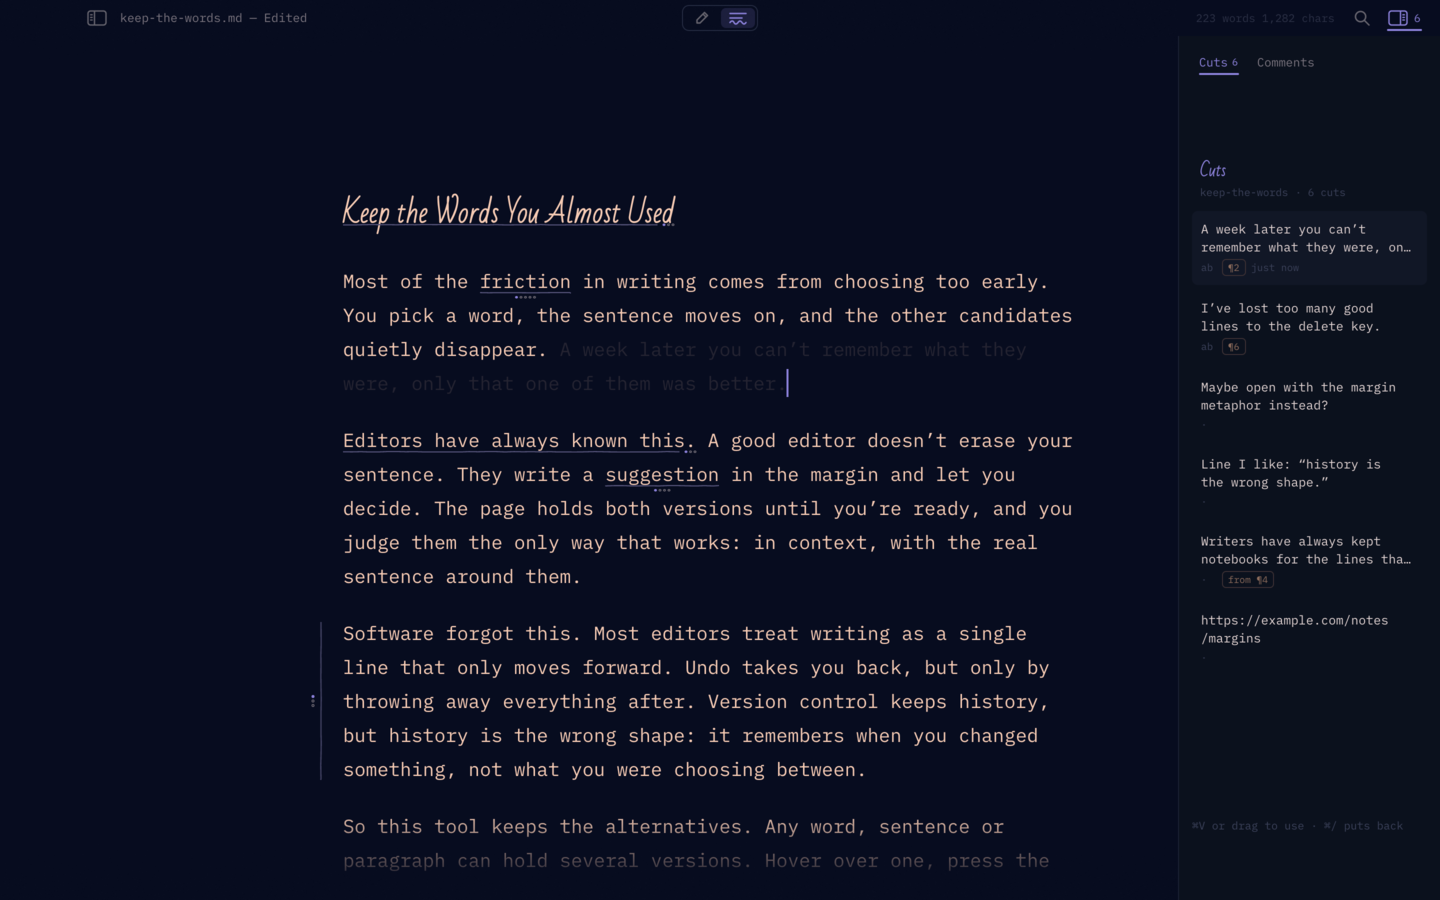 keep-the-words.md — Edited
223 words 1,282 chars
6
Keep the Words You Almost Used
Most of the friction in writing comes from choosing too early.
You pick a word, the sentence moves on, and the other candidates
quietly disappear. A week later you can’t remember what they
were, only that one of them was better.
Editors have always known this. A good editor doesn’t erase your
sentence. They write a suggestion in the margin and let you
decide. The page holds both versions until you’re ready, and you
judge them the only way that works: in context, with the real
sentence around them.
Software forgot this. Most editors treat writing as a single
line that only moves forward. Undo takes you back, but only by
throwing away everything after. Version control keeps history,
but history is the wrong shape: it remembers when you changed
something, not what you were choosing between.
So this tool keeps the alternatives. Any word, sentence or
paragraph can hold several versions. Hover over one, press the
Cuts 6 Comments
Cuts
keep-the-words · 6 cuts
A week later you can’t
remember what they were, on…
ab ¶2 just now
I’ve lost too many good
lines to the delete key.
ab ¶6
Maybe open with the margin
metaphor instead?
Line I like: “history is
the wrong shape.”
Writers have always kept
notebooks for the lines tha…
· from ¶4
https://example.com/notes
/margins
⌘V or drag to use · ⌘/ puts back